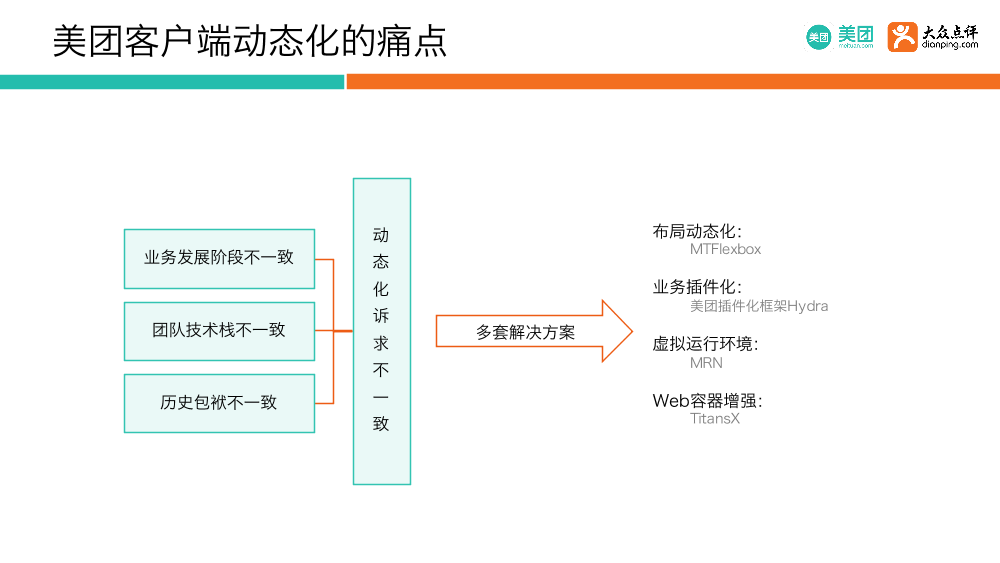 美团客户端动态化的痛点
美团
美团
meituan.com
大众点评
dianping.com
业务发展阶段不一致
团队技术栈不一致
历史包袱不一致
动
态
化
诉
求
不
一
致
多套解决方案
布局动态化：
MTFlexbox
业务插件化：
美团插件化框架Hydra
虚拟运行环境：
MRN
Web容器增强：
TitansX